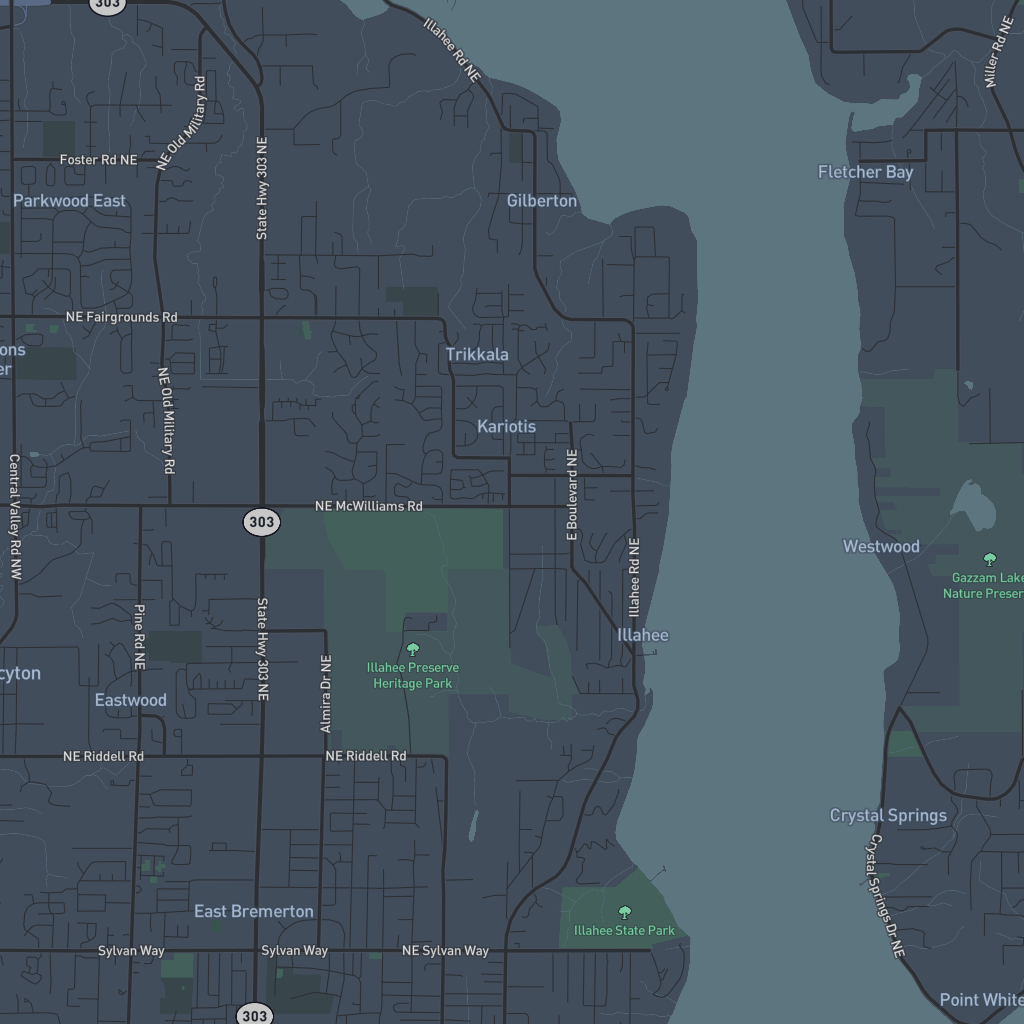 303
Illahee Rd NE
Miller Rd NE
NE Old Military Rd
Foster Rd NE
State Hwy 303 NE
Fletcher Bay
Parkwood East
Gilberton
NE Fairgrounds Rd
ons
er
Trikkala
NE Old Military Rd
Kariotis
Central Valley Rd NW
E Boulevard NE
NE McWilliams Rd
303
Illahee Rd NE
Westwood
Gazzam Lake
Nature Preser
Pine Rd NE
State Hwy 303 NE
Illahee
Almira Dr NE
Illahee Preserve
Heritage Park
cyton
Eastwood
NE Riddell Rd
NE Riddell Rd
Crystal Springs
Crystal Springs Dr NE
East Bremerton
Illahee State Park
Sylvan Way
Sylvan Way
NE Sylvan Way
Point White
303